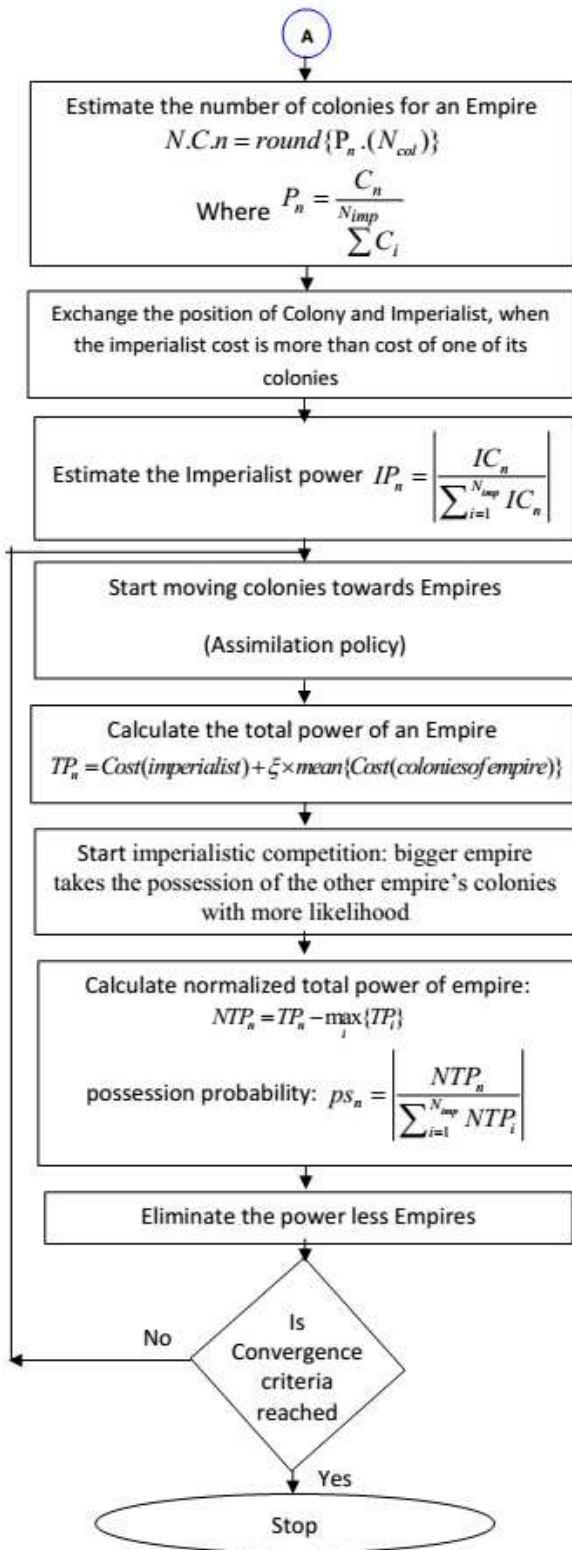 A
Estimate the number of colonies for an Empire
N.C.n = round{P_n.(N_col)}
Where P_n = C_n / ∑^{N_imp} C_i
Exchange the position of Colony and Imperialist, when
the imperialist cost is more than cost of one of its
colonies
Estimate the Imperialist power IP_n = | IC_n / ∑_{i=1}^{N_imp} IC_n |
Start moving colonies towards Empires
(Assimilation policy)
Calculate the total power of an Empire
TP_n = Cost(imperialist) + ξ × mean{Cost(coloniesofempire)}
Start imperialistic competition: bigger empire
takes the possession of the other empire’s colonies
with more likelihood
Calculate normalized total power of empire:
NTP_n = TP_n − max_i{TP_i}
possession probability: ps_n = | NTP_n / ∑_{i=1}^{N_imp} NTP_i |
Eliminate the power less Empires
Is
Convergence
criteria
reached
No
Yes
Stop